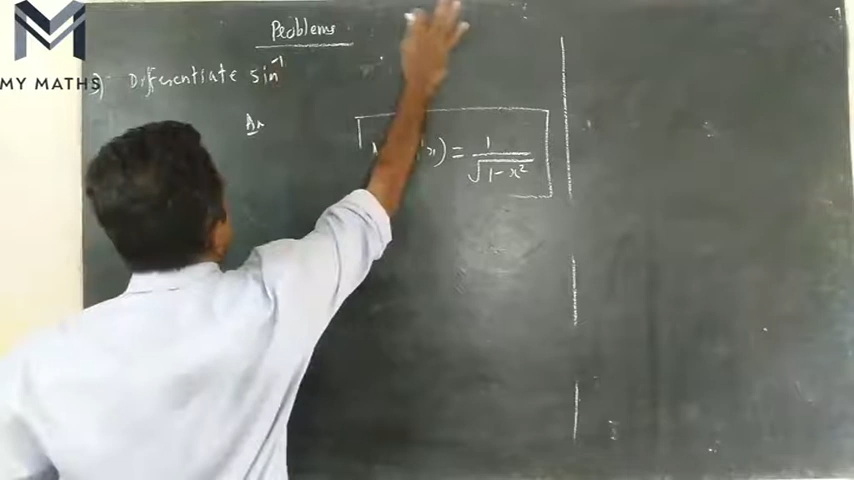 Problems
MY MATHS
) Differentiate sin⁻¹
An
x) = 1/√(1-x²)